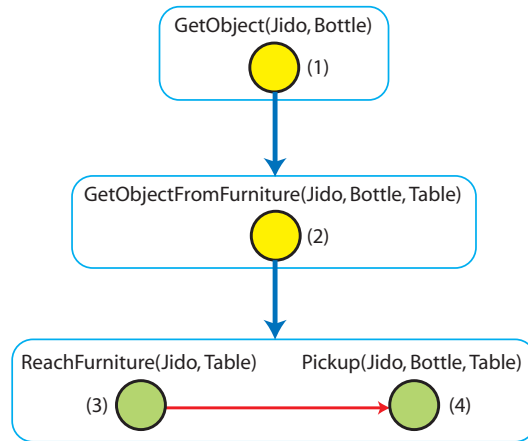 GetObject(Jido, Bottle)
(1)
GetObjectFromFurniture(Jido, Bottle, Table)
(2)
ReachFurniture(Jido, Table) Pickup(Jido, Bottle, Table)
(3) (4)